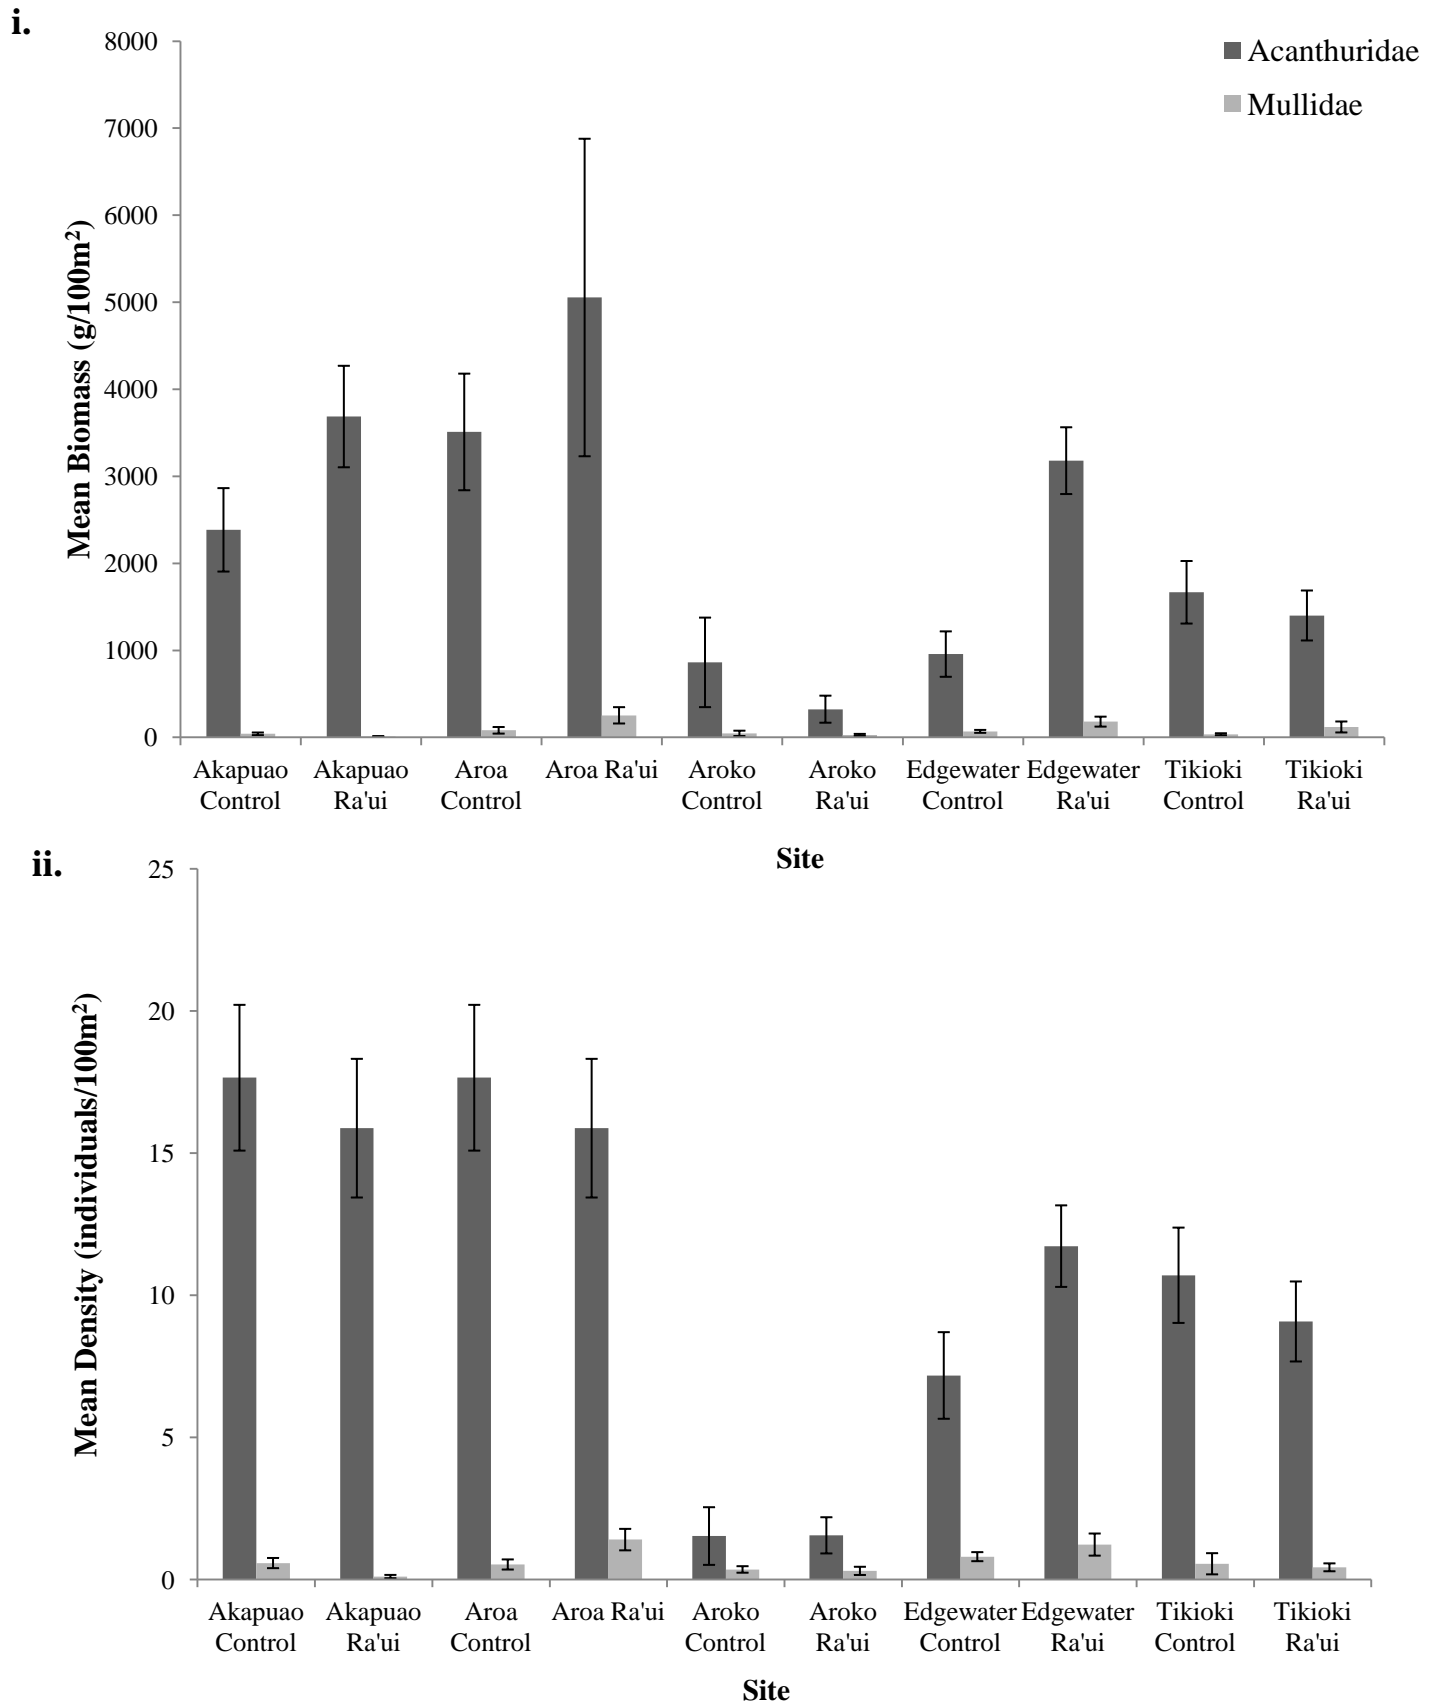 i.
8000
7000
6000
5000
4000
3000
2000
1000
0
Mean Biomass (g/100m²)
Acanthuridae
Mullidae
Akapuao Control
Akapuao Ra'ui
Aroa Control
Aroa Ra'ui
Aroko Control
Aroko Ra'ui
Edgewater Control
Edgewater Ra'ui
Tikioki Control
Tikioki Ra'ui
Site
ii.
25
20
15
10
5
0
Mean Density (individuals/100m²)
Akapuao Control
Akapuao Ra'ui
Aroa Control
Aroa Ra'ui
Aroko Control
Aroko Ra'ui
Edgewater Control
Edgewater Ra'ui
Tikioki Control
Tikioki Ra'ui
Site